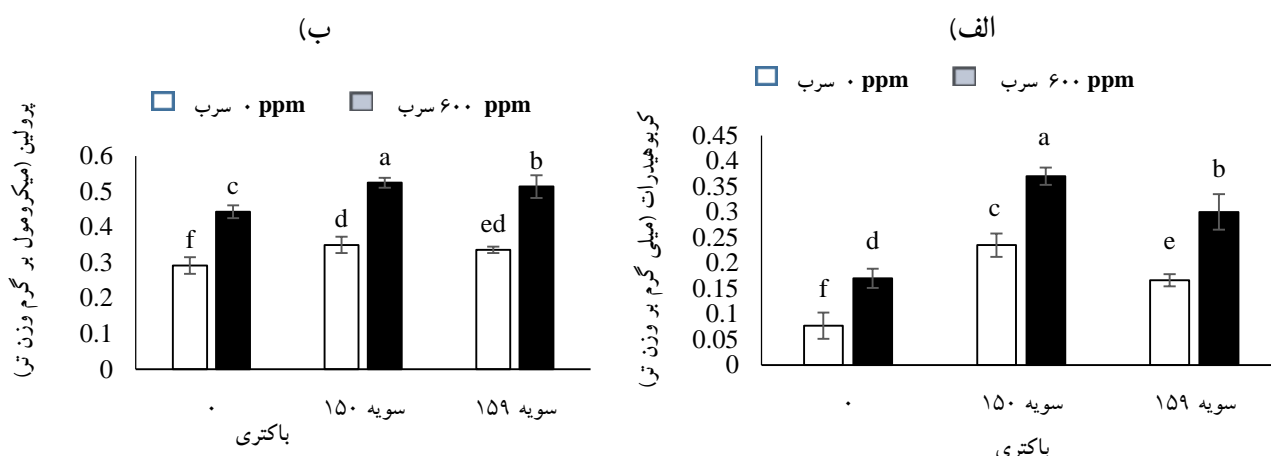 الف)
۰ ppm سرب
۶۰۰ ppm سرب
کربوهیدرات (میلی گرم بر وزن تر)
0.45
0.4
0.35
0.3
0.25
0.2
0.15
0.1
0.05
0
f
d
c
a
e
b
۰
سویه ۱۵۰
سویه ۱۵۹
باکتری
ب)
۰ ppm سرب
۶۰۰ ppm سرب
پرولین (میکرومول بر گرم وزن تر)
0.6
0.5
0.4
0.3
0.2
0.1
0
f
c
d
a
ed
b
۰
سویه ۱۵۰
سویه ۱۵۹
باکتری